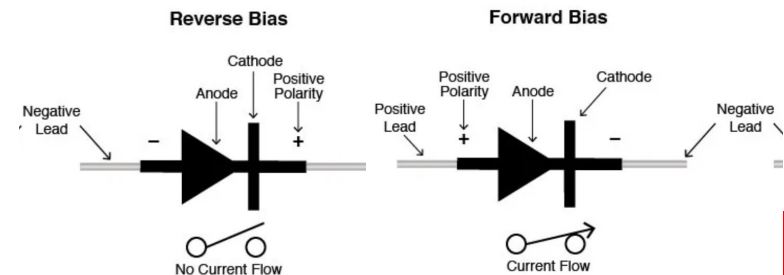 Reverse Bias
Cathode
Positive
Polarity
Anode
Negative
Lead
–
+
No Current Flow
Forward Bias
Positive
Polarity
Anode
Cathode
Positive
Lead
Negative
Lead
+
–
Current Flow